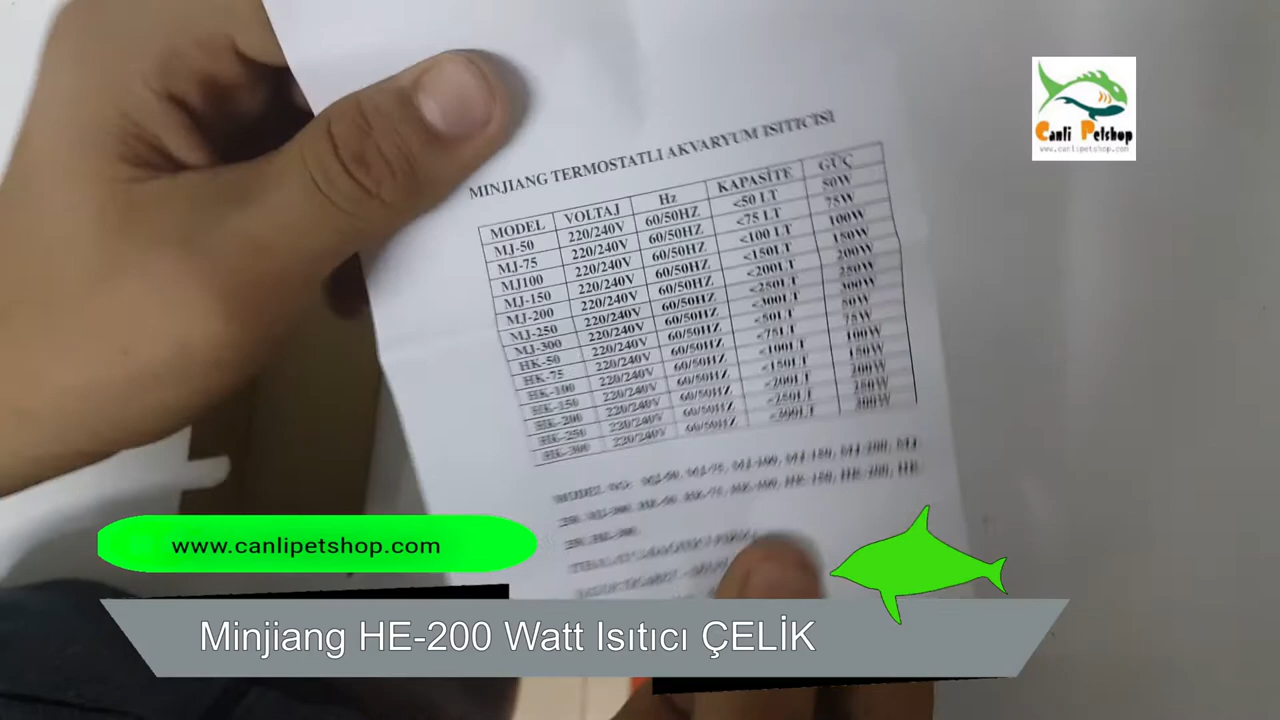 Canli Petshop
www.canlipetshop.com
MINJIANG TERMOSTATLI AKVARYUM ISITICISI
MODEL VOLTAJ Hz KAPASİTE GÜÇ
MJ-50 220/240V 60/50HZ <50 LT 50W
MJ-75 220/240V 60/50HZ <75 LT 75W
MJ100 220/240V 60/50HZ <100 LT 100W
MJ-150 220/240V 60/50HZ <150LT 150W
MJ-200 220/240V 60/50HZ <200LT 200W
MJ-250 220/240V 60/50HZ <250LT 250W
MJ-300 220/240V 60/50HZ <300LT 300W
HK-50 220/240V 60/50HZ <50LT 50W
HK-75 220/240V 60/50HZ <75LT 75W
HK-100 220/240V 60/50HZ <100LT 100W
HK-150 220/240V 60/50HZ <150LT 150W
HK-200 220/240V 60/50HZ <200LT 200W
HK-250 220/240V 60/50HZ <250LT 250W
HK-300 220/240V 60/50HZ <300LT 300W
www.canlipetshop.com
Minjiang HE-200 Watt Isıtıcı ÇELİK